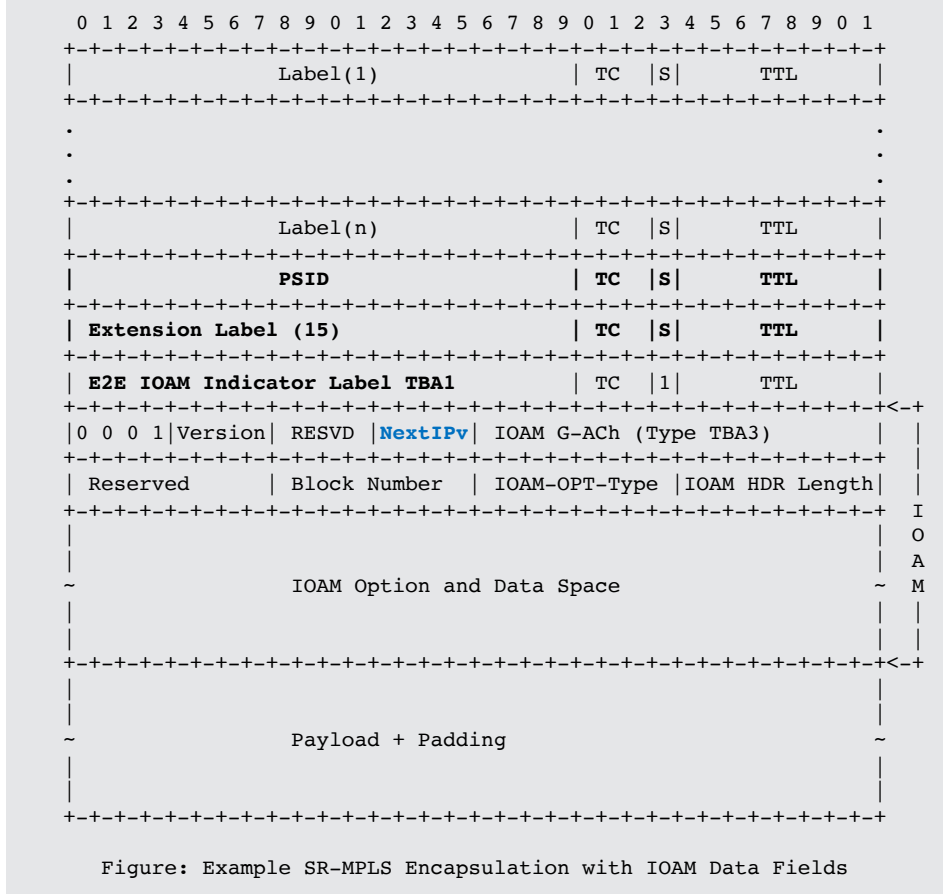 0 1 2 3 4 5 6 7 8 9 0 1 2 3 4 5 6 7 8 9 0 1 2 3 4 5 6 7 8 9 0 1
+-+-+-+-+-+-+-+-+-+-+-+-+-+-+-+-+-+-+-+-+-+-+-+-+-+-+-+-+-+-+-+-+
|                Label(1)               | TC  |S|      TTL      |
+-+-+-+-+-+-+-+-+-+-+-+-+-+-+-+-+-+-+-+-+-+-+-+-+-+-+-+-+-+-+-+-+
.                                                               .
.                                                               .
.                                                               .
+-+-+-+-+-+-+-+-+-+-+-+-+-+-+-+-+-+-+-+-+-+-+-+-+-+-+-+-+-+-+-+-+
|                Label(n)               | TC  |S|      TTL      |
+-+-+-+-+-+-+-+-+-+-+-+-+-+-+-+-+-+-+-+-+-+-+-+-+-+-+-+-+-+-+-+-+
|                PSID                   | TC  |S|      TTL      |
+-+-+-+-+-+-+-+-+-+-+-+-+-+-+-+-+-+-+-+-+-+-+-+-+-+-+-+-+-+-+-+-+
| Extension Label (15)                  | TC  |S|      TTL      |
+-+-+-+-+-+-+-+-+-+-+-+-+-+-+-+-+-+-+-+-+-+-+-+-+-+-+-+-+-+-+-+-+
| E2E IOAM Indicator Label TBA1         | TC  |1|      TTL      |
+-+-+-+-+-+-+-+-+-+-+-+-+-+-+-+-+-+-+-+-+-+-+-+-+-+-+-+-+-+-+-+-+<-+
|0 0 0 1|Version| RESVD |NextIPv| IOAM G-ACh (Type TBA3)        |  |
+-+-+-+-+-+-+-+-+-+-+-+-+-+-+-+-+-+-+-+-+-+-+-+-+-+-+-+-+-+-+-+-+  |
| Reserved      | Block Number  | IOAM-OPT-Type |IOAM HDR Length|  |
+-+-+-+-+-+-+-+-+-+-+-+-+-+-+-+-+-+-+-+-+-+-+-+-+-+-+-+-+-+-+-+-+  I
|                                                               |  O
|                                                               |  A
~                 IOAM Option and Data Space                    ~  M
|                                                               |  |
|                                                               |  |
+-+-+-+-+-+-+-+-+-+-+-+-+-+-+-+-+-+-+-+-+-+-+-+-+-+-+-+-+-+-+-+-+<-+
|                                                               |
|                                                               |
~                 Payload + Padding                             ~
|                                                               |
|                                                               |
+-+-+-+-+-+-+-+-+-+-+-+-+-+-+-+-+-+-+-+-+-+-+-+-+-+-+-+-+-+-+-+-+
Figure: Example SR-MPLS Encapsulation with IOAM Data Fields